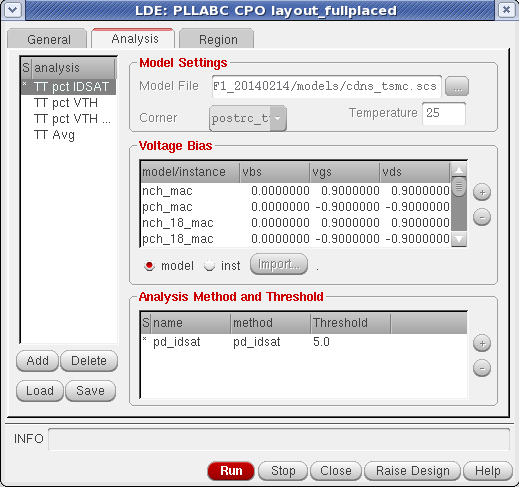 LDE: PLLABC CPO layout_fullplaced
General Analysis Region
S analysis
* TT pct IDSAT
TT pct VTH
TT pct VTH ...
TT Avg
Add Delete
Load Save
Model Settings
Model File F1_20140214/models/cdns_tsmc.scs ...
Corner postrc_t Temperature 25
Voltage Bias
model/instance vbs vgs vds
nch_mac 0.0000000 0.9000000 0.9000000
pch_mac 0.0000000 -0.9000000 -0.9000000
nch_18_mac 0.0000000 0.9000000 0.9000000
pch_18_mac 0.0000000 -0.9000000 -0.9000000
+
-
model inst Import... .
Analysis Method and Threshold
S name method Threshold
* pd_idsat pd_idsat 5.0
+
-
INFO
Run Stop Close Raise Design Help